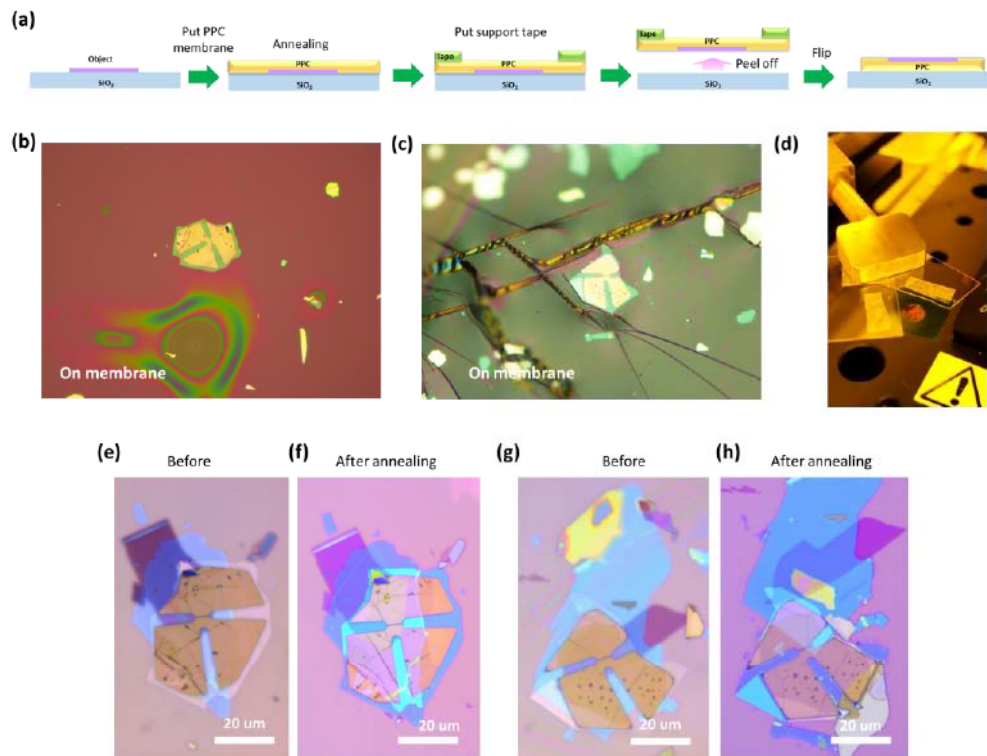 (a)
Object
SiO₂
Put PPC
membrane
Annealing
PPC
SiO₂
Put support tape
Tape
PPC
SiO₂
Tape
PPC
Peel off
SiO₂
Flip
PPC
SiO₂
(b)
On membrane
(c)
On membrane
(d)
(e)
Before
20 um
(f)
After annealing
20 um
(g)
Before
20 um
(h)
After annealing
20 um